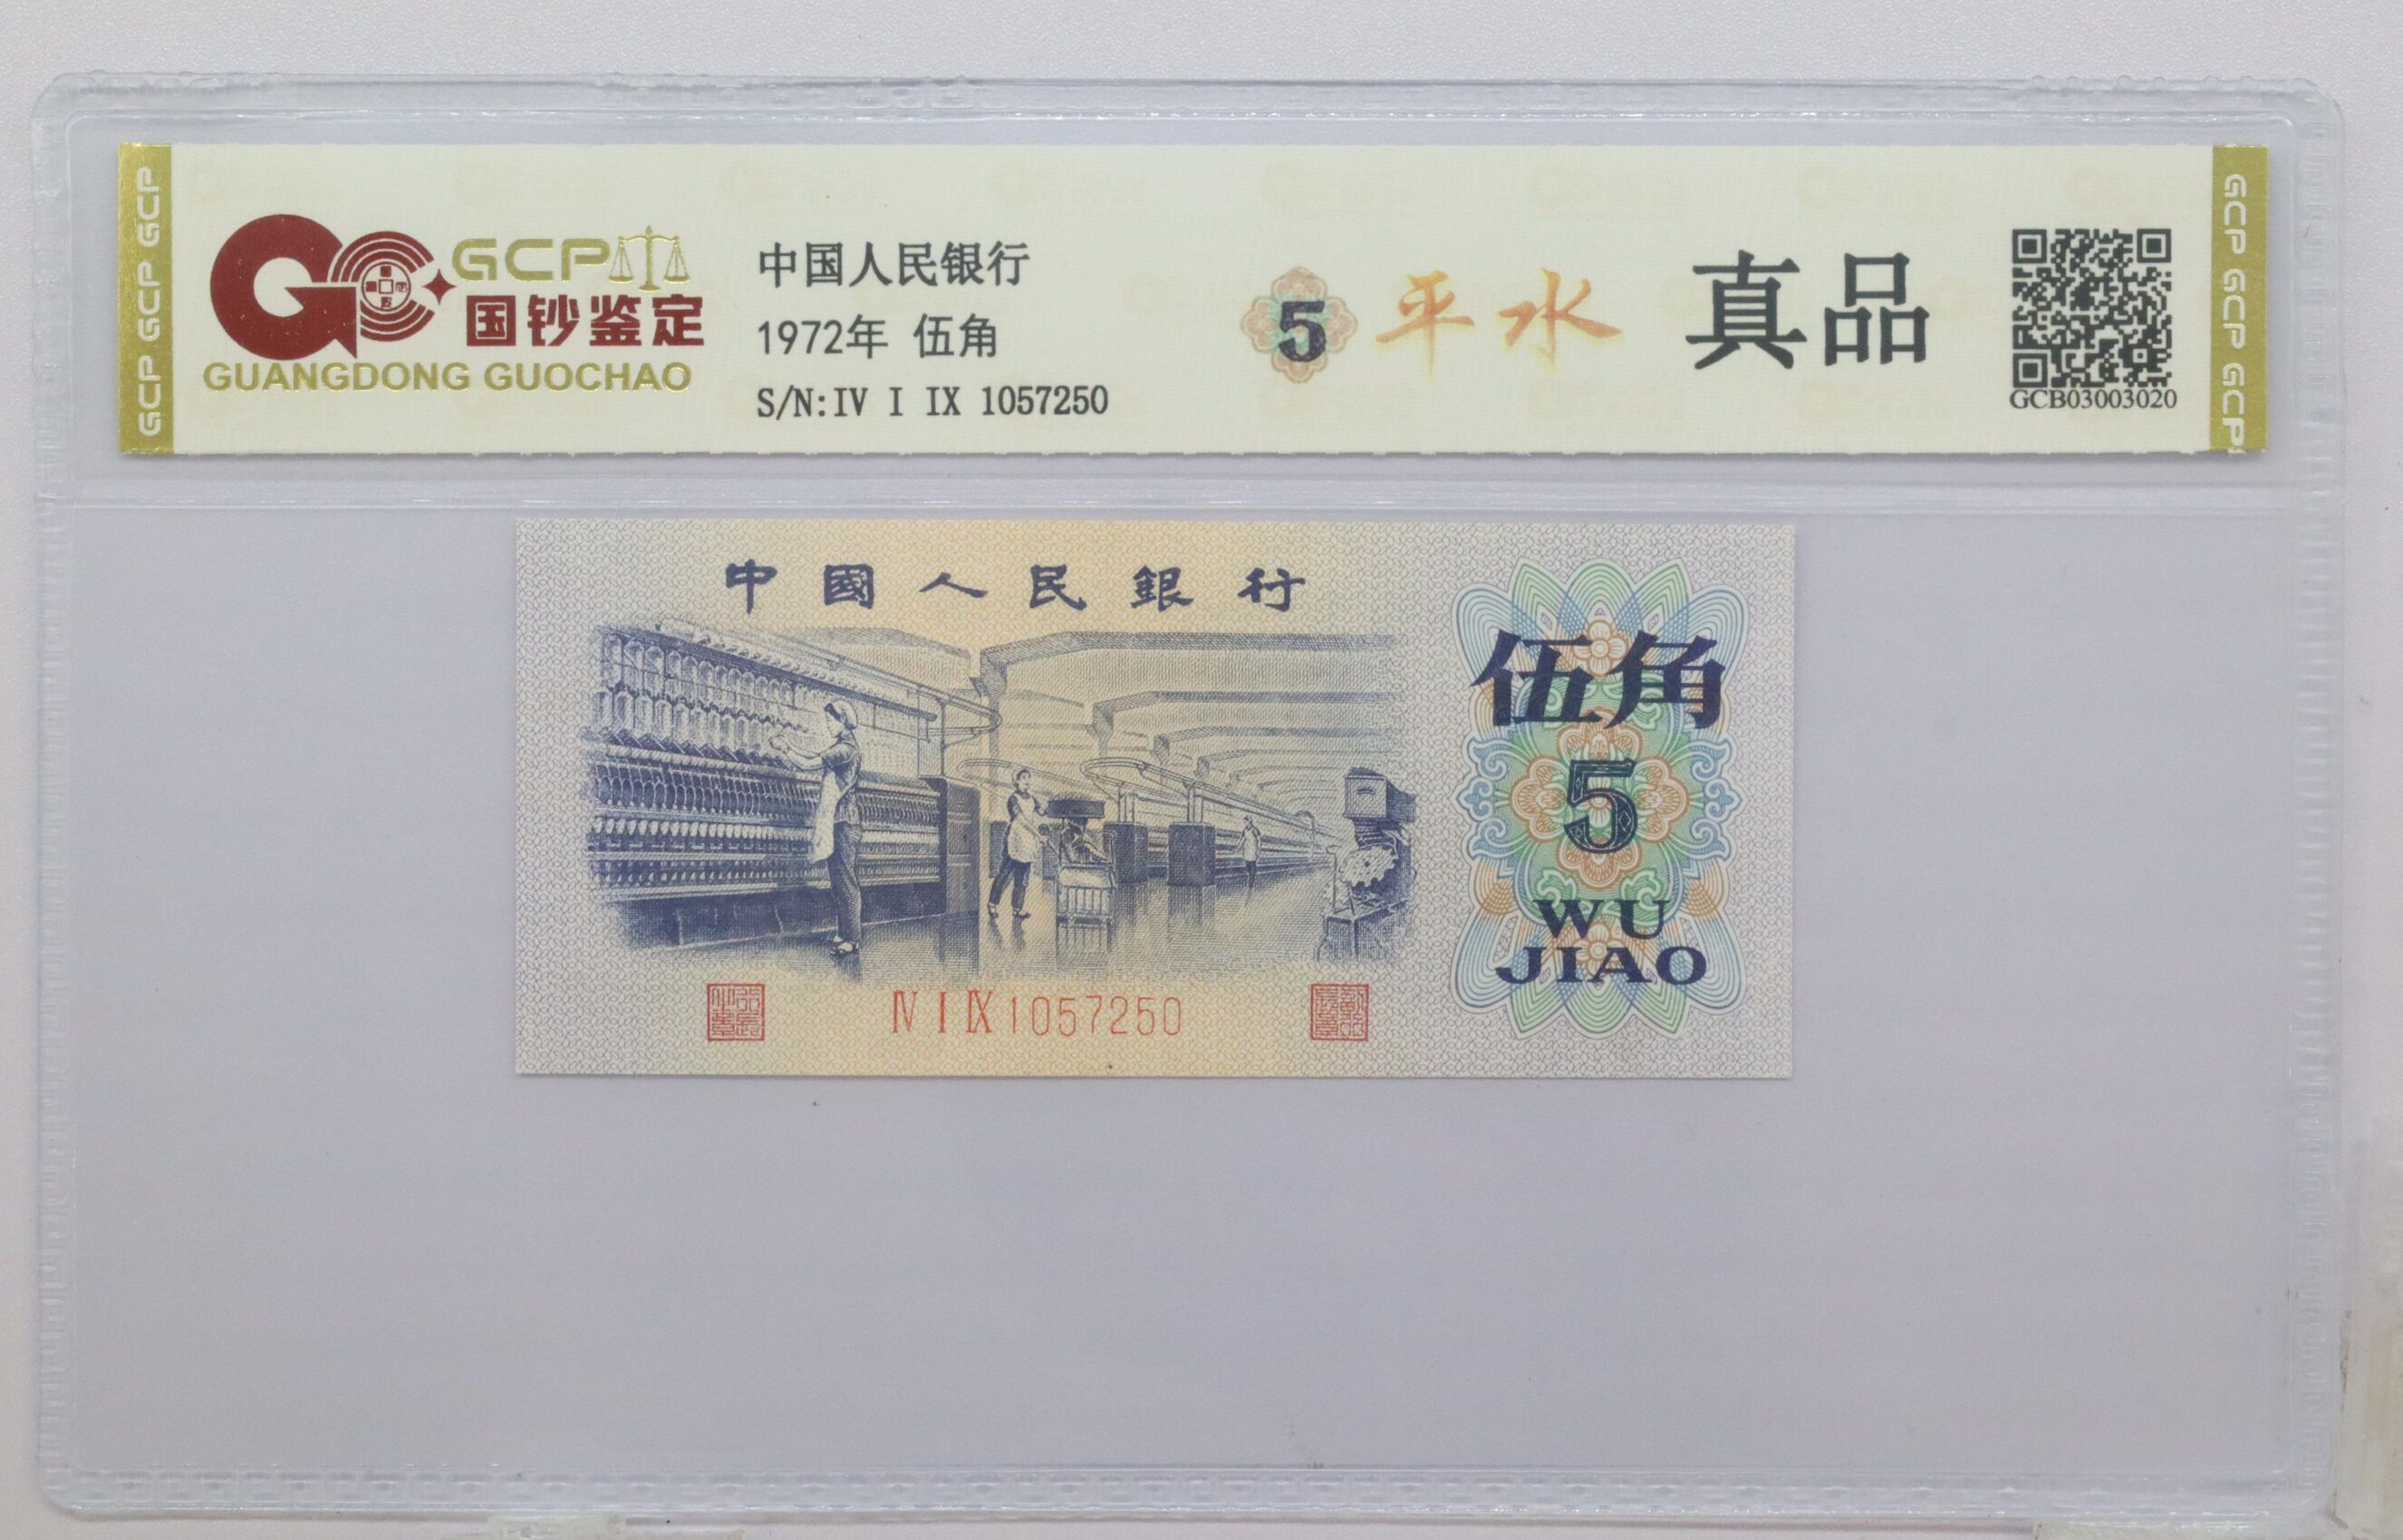 GCP GCP GCP
GCP
国钞鉴定
GUANGDONG GUOCHAO
中国人民银行
1972年 伍角
S/N:IV I IX 1057250
5 平水 真品
GCB03003020
GCP GCP GCP
中國人民銀行
伍角
5
WU
JIAO
Ⅳ Ⅰ Ⅸ 1057250